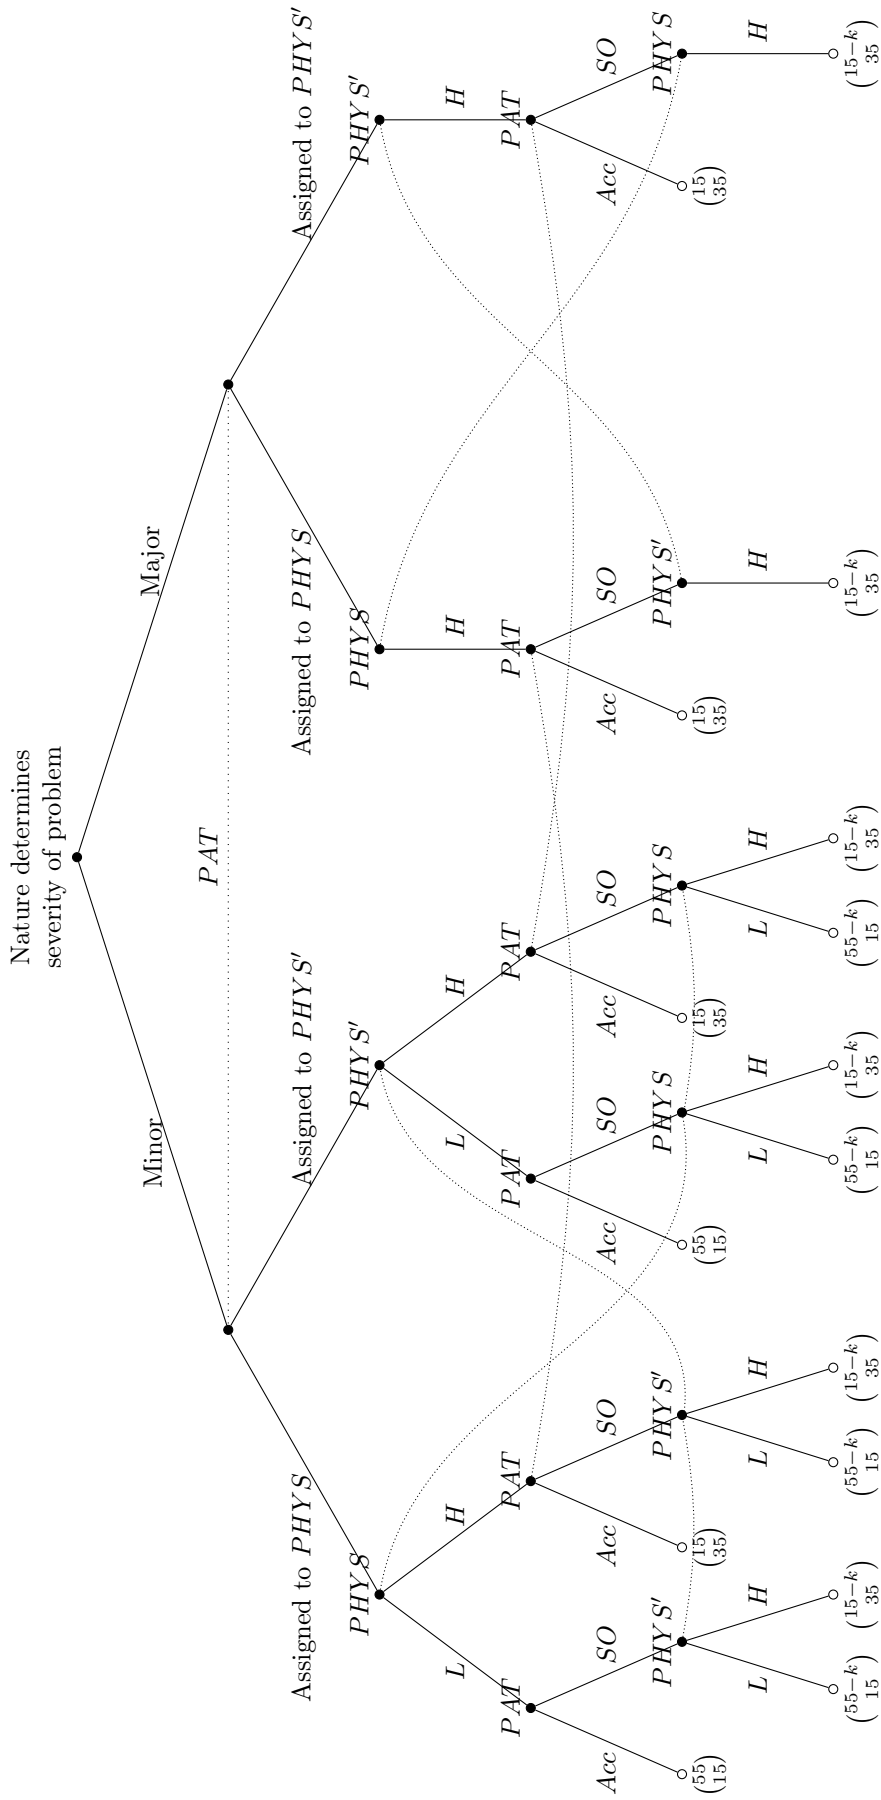 Nature determines
severity of problem
Minor
Major
PAT
Assigned to PHYS
Assigned to PHYS′
Assigned to PHYS
Assigned to PHYS′
PHYS
PHYS′
PHYS
PHYS′
L
H
L
H
H
H
PAT
PAT
PAT
PAT
PAT
PAT
Acc
SO
Acc
SO
Acc
SO
Acc
SO
Acc
SO
Acc
SO
(55
15)
PHYS′
(15
35)
PHYS′
(55
15)
PHYS
(15
35)
PHYS
(15
35)
PHYS′
(15
35)
PHYS
L
H
L
H
L
H
L
H
H
H
(55−k
15)
(15−k
35)
(55−k
15)
(15−k
35)
(55−k
15)
(15−k
35)
(55−k
15)
(15−k
35)
(15−k
35)
(15−k
35)